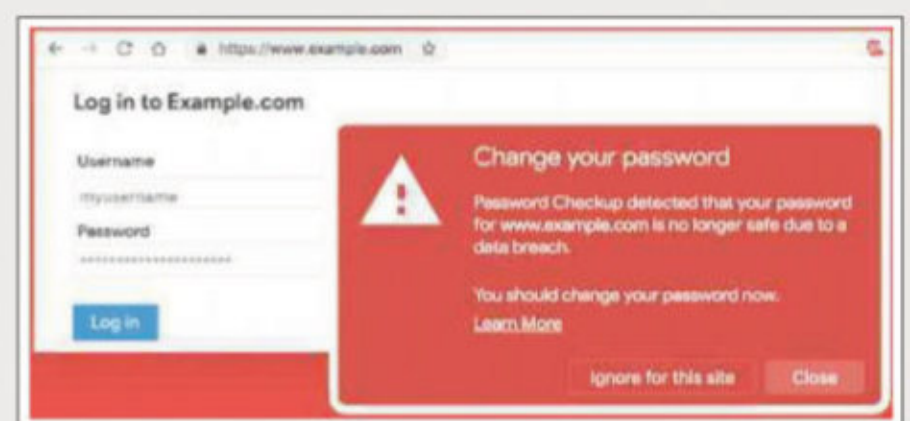 https://www.example.com
Log in to Example.com
Username
myusername
Password
Log in
Change your password
Password Checkup detected that your password
for www.example.com is no longer safe due to a
data breach.
You should change your password now.
Learn More
Ignore for this site
Close